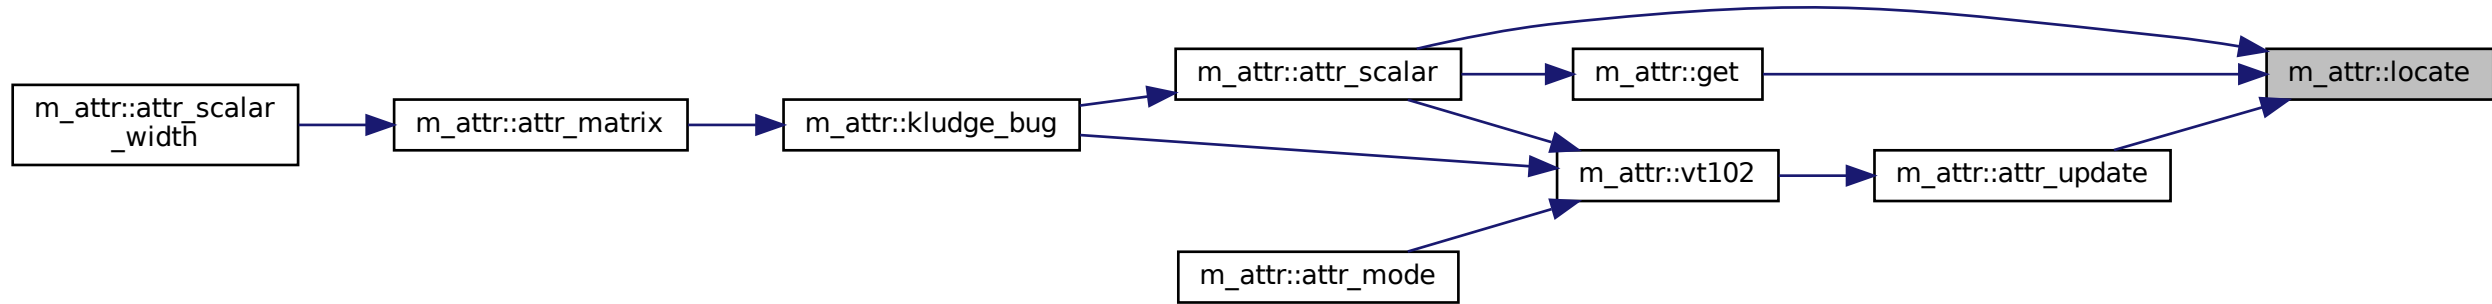 m_attr::attr_scalar
_width
m_attr::attr_matrix
m_attr::kludge_bug
m_attr::attr_scalar
m_attr::get
m_attr::locate
m_attr::vt102
m_attr::attr_update
m_attr::attr_mode